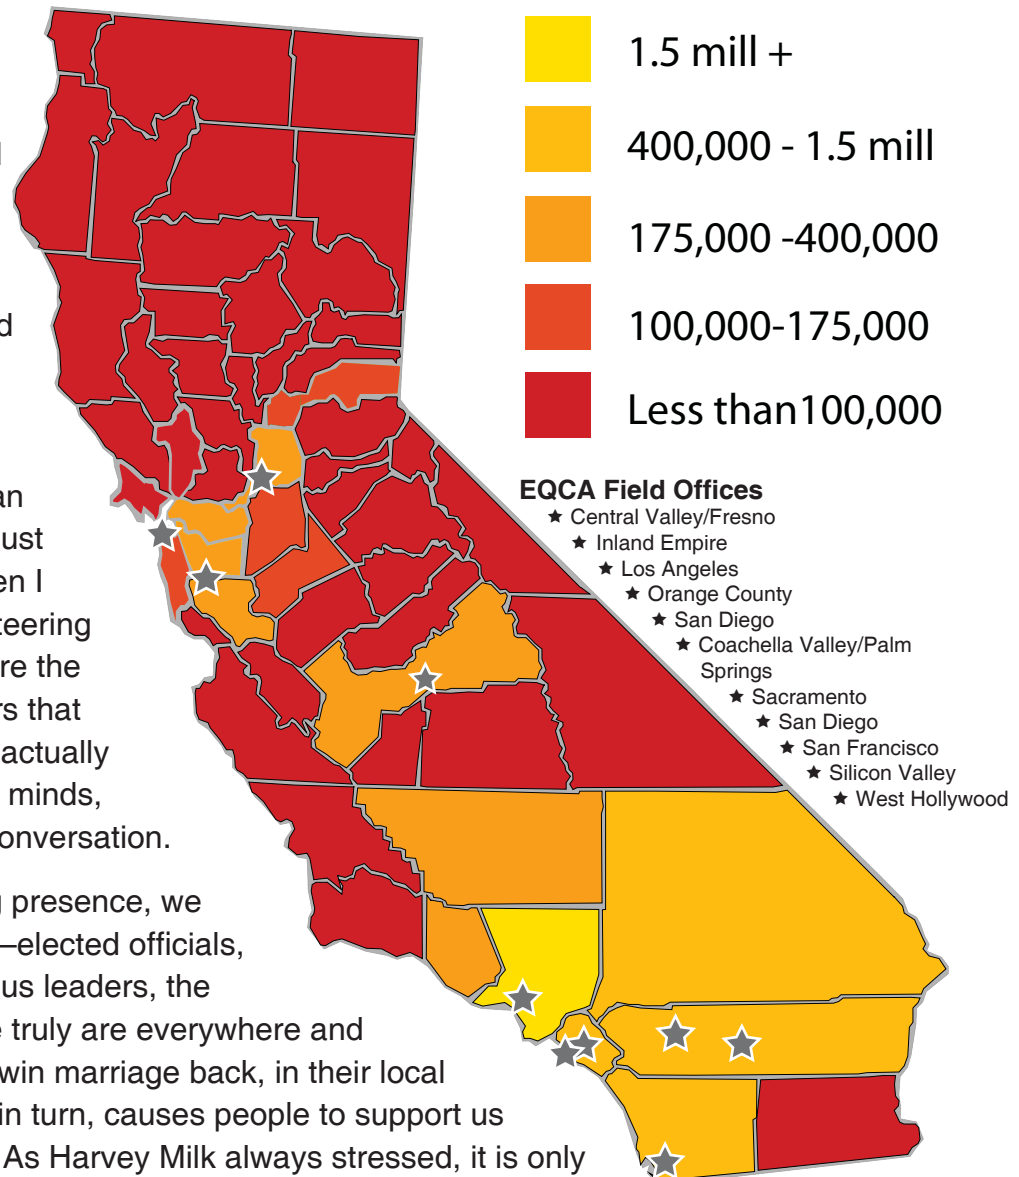 1.5 mill +
400,000 - 1.5 mill
175,000 -400,000
100,000-175,000
Less than100,000
EQCA Field Offices
★ Central Valley/Fresno
★ Inland Empire
★ Los Angeles
★ Orange County
★ San Diego
★ Coachella Valley/Palm
Springs
★ Sacramento
★ San Diego
★ San Francisco
★ Silicon Valley
★ West Hollywood
d
an
ust
en I
teering
re the
rs that
actually
minds,
onversation.
g presence, we
–elected officials,
us leaders, the
e truly are everywhere and
win marriage back, in their local
in turn, causes people to support us
As Harvey Milk always stressed, it is only